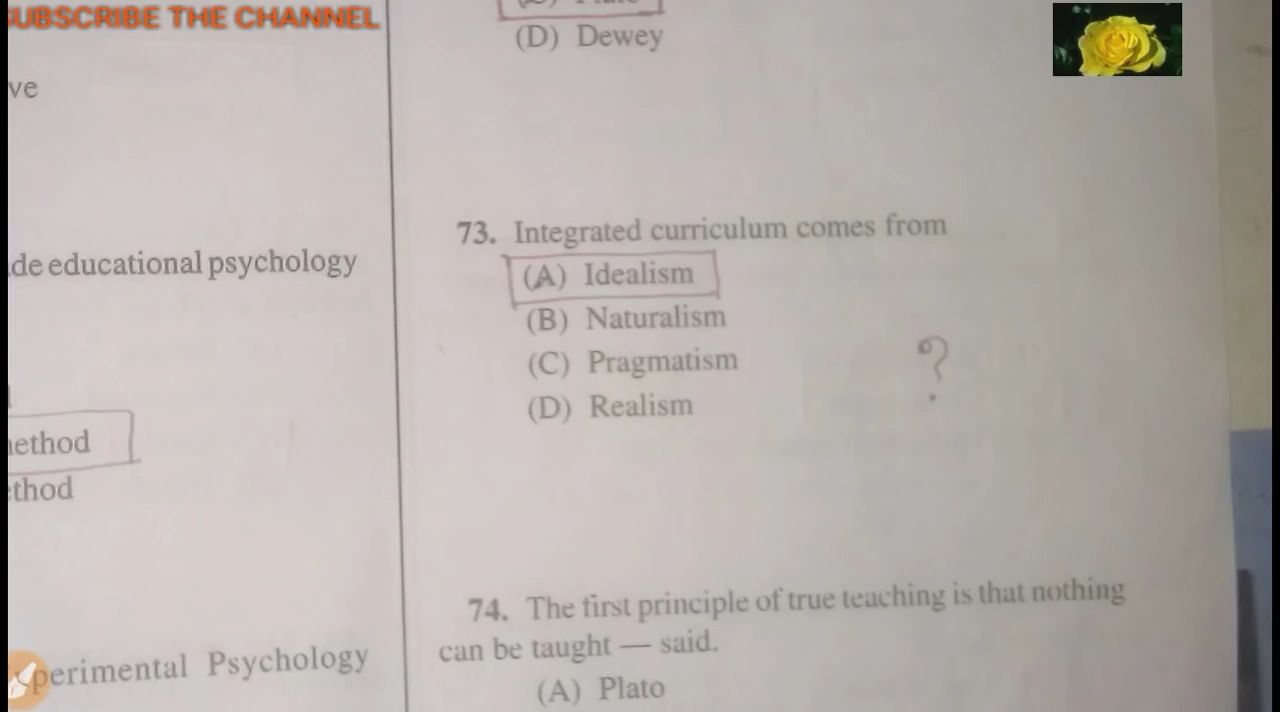 SUBSCRIBE THE CHANNEL
ve
de educational psychology
ethod
thod
perimental Psychology
(D) Dewey
73. Integrated curriculum comes from
(A) Idealism
(B) Naturalism
(C) Pragmatism
(D) Realism
?
74. The first principle of true teaching is that nothing
can be taught — said.
(A) Plato